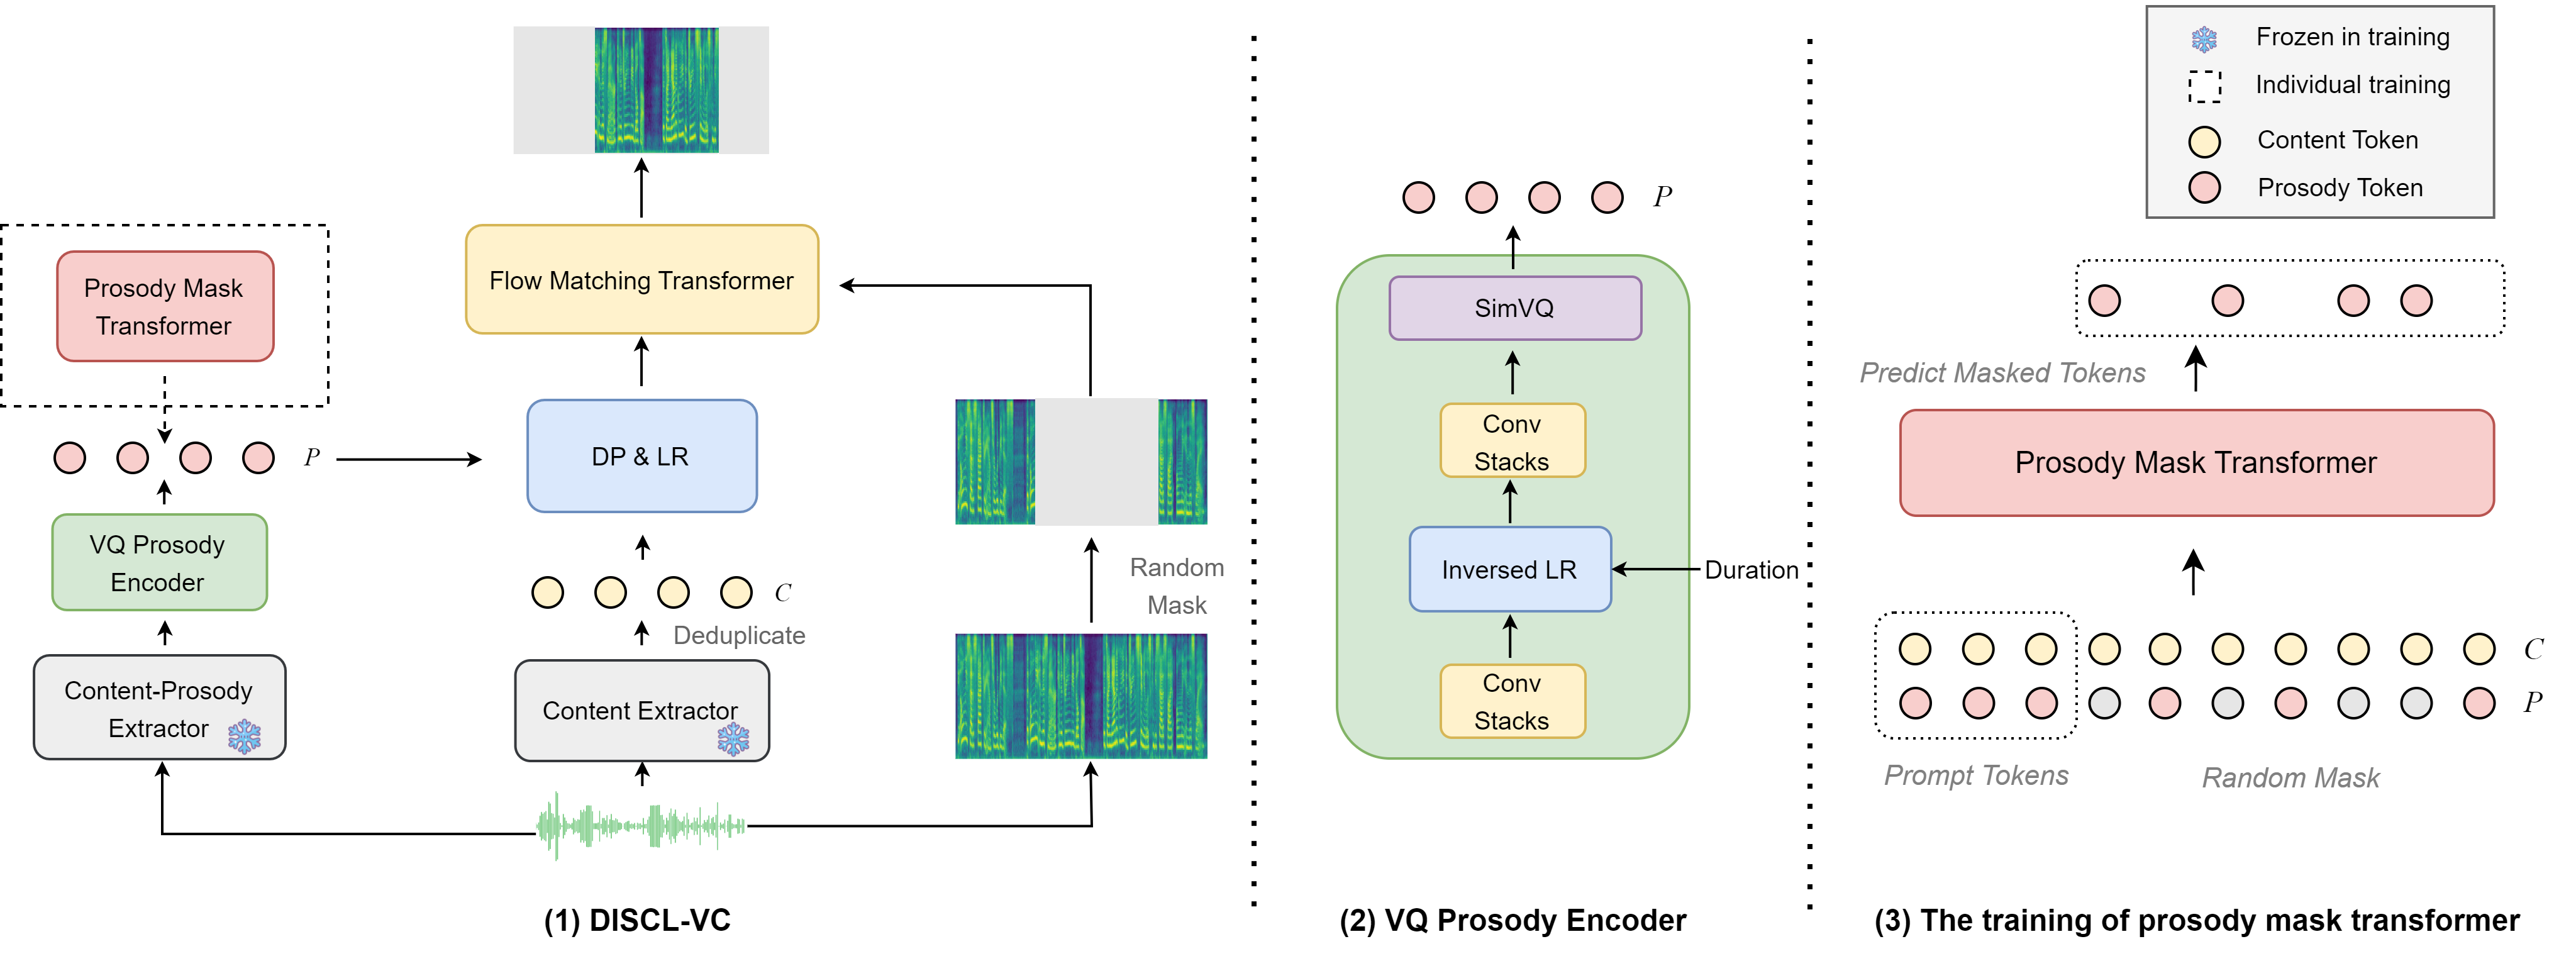 Frozen in training
Individual training
Content Token
Prosody Token
Prosody Mask
Transformer
Flow Matching Transformer
P
DP & LR
VQ Prosody
Encoder
C
Deduplicate
Random
Mask
Content-Prosody
Extractor
Content Extractor
(1) DISCL-VC
P
SimVQ
Conv
Stacks
Inversed LR
Duration
Conv
Stacks
(2) VQ Prosody Encoder
Predict Masked Tokens
Prosody Mask Transformer
C
P
Prompt Tokens
Random Mask
(3) The training of prosody mask transformer